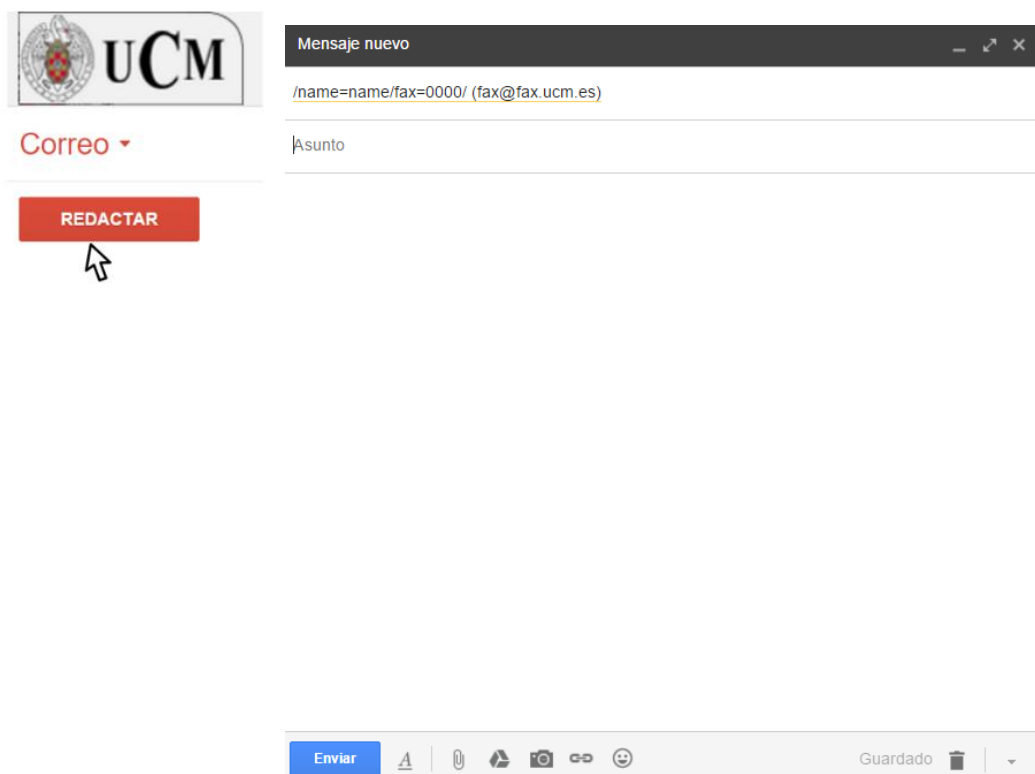 UCM
Correo
REDACTAR
Mensaje nuevo
/name=name/fax=0000/ (fax@fax.ucm.es)
Asunto
Enviar
A
Guardado